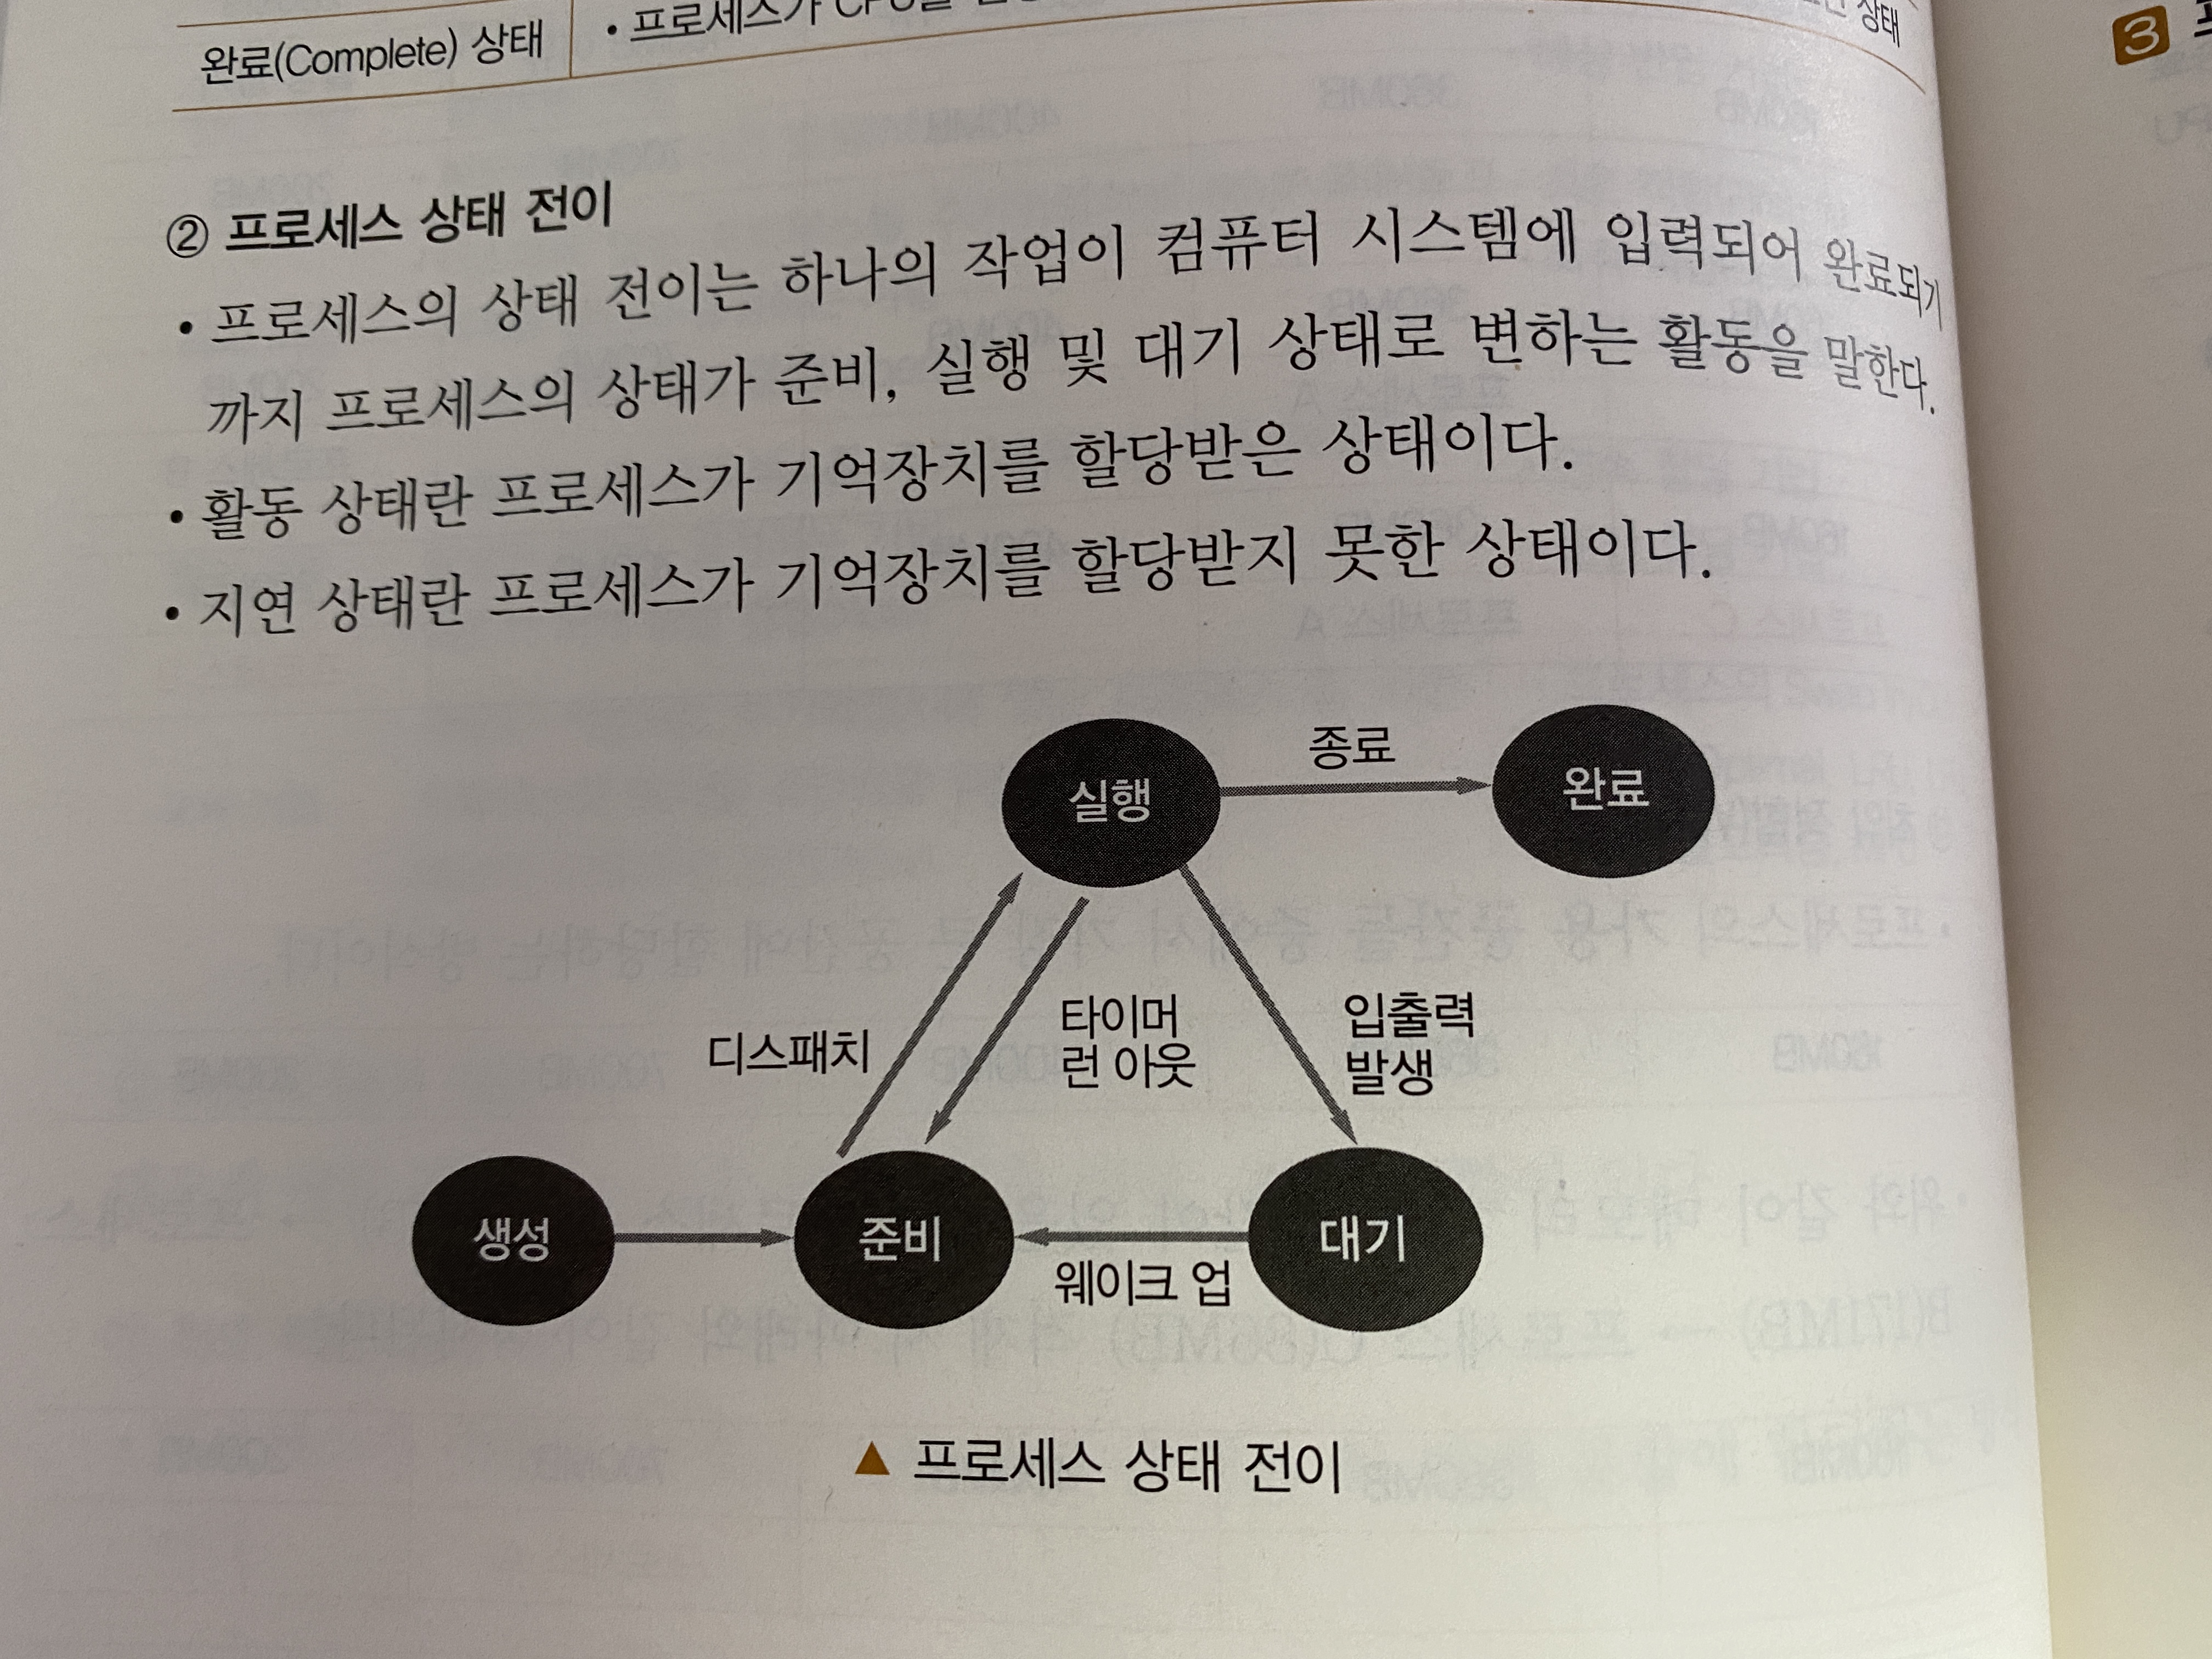 완료(Complete) 상태
• 프로세스가 상태
3
② 프로세스 상태 전이
• 프로세스의 상태 전이는 하나의 작업이 컴퓨터 시스템에 입력되어 완료되기
까지 프로세스의 상태가 준비, 실행 및 대기 상태로 변하는 활동을 말한다.
• 활동 상태란 프로세스가 기억장치를 할당받은 상태이다.
• 지연 상태란 프로세스가 기억장치를 할당받지 못한 상태이다.
실행
종료
완료
디스패치
타이머
런 아웃
입출력
발생
생성
준비
웨이크 업
대기
▲ 프로세스 상태 전이